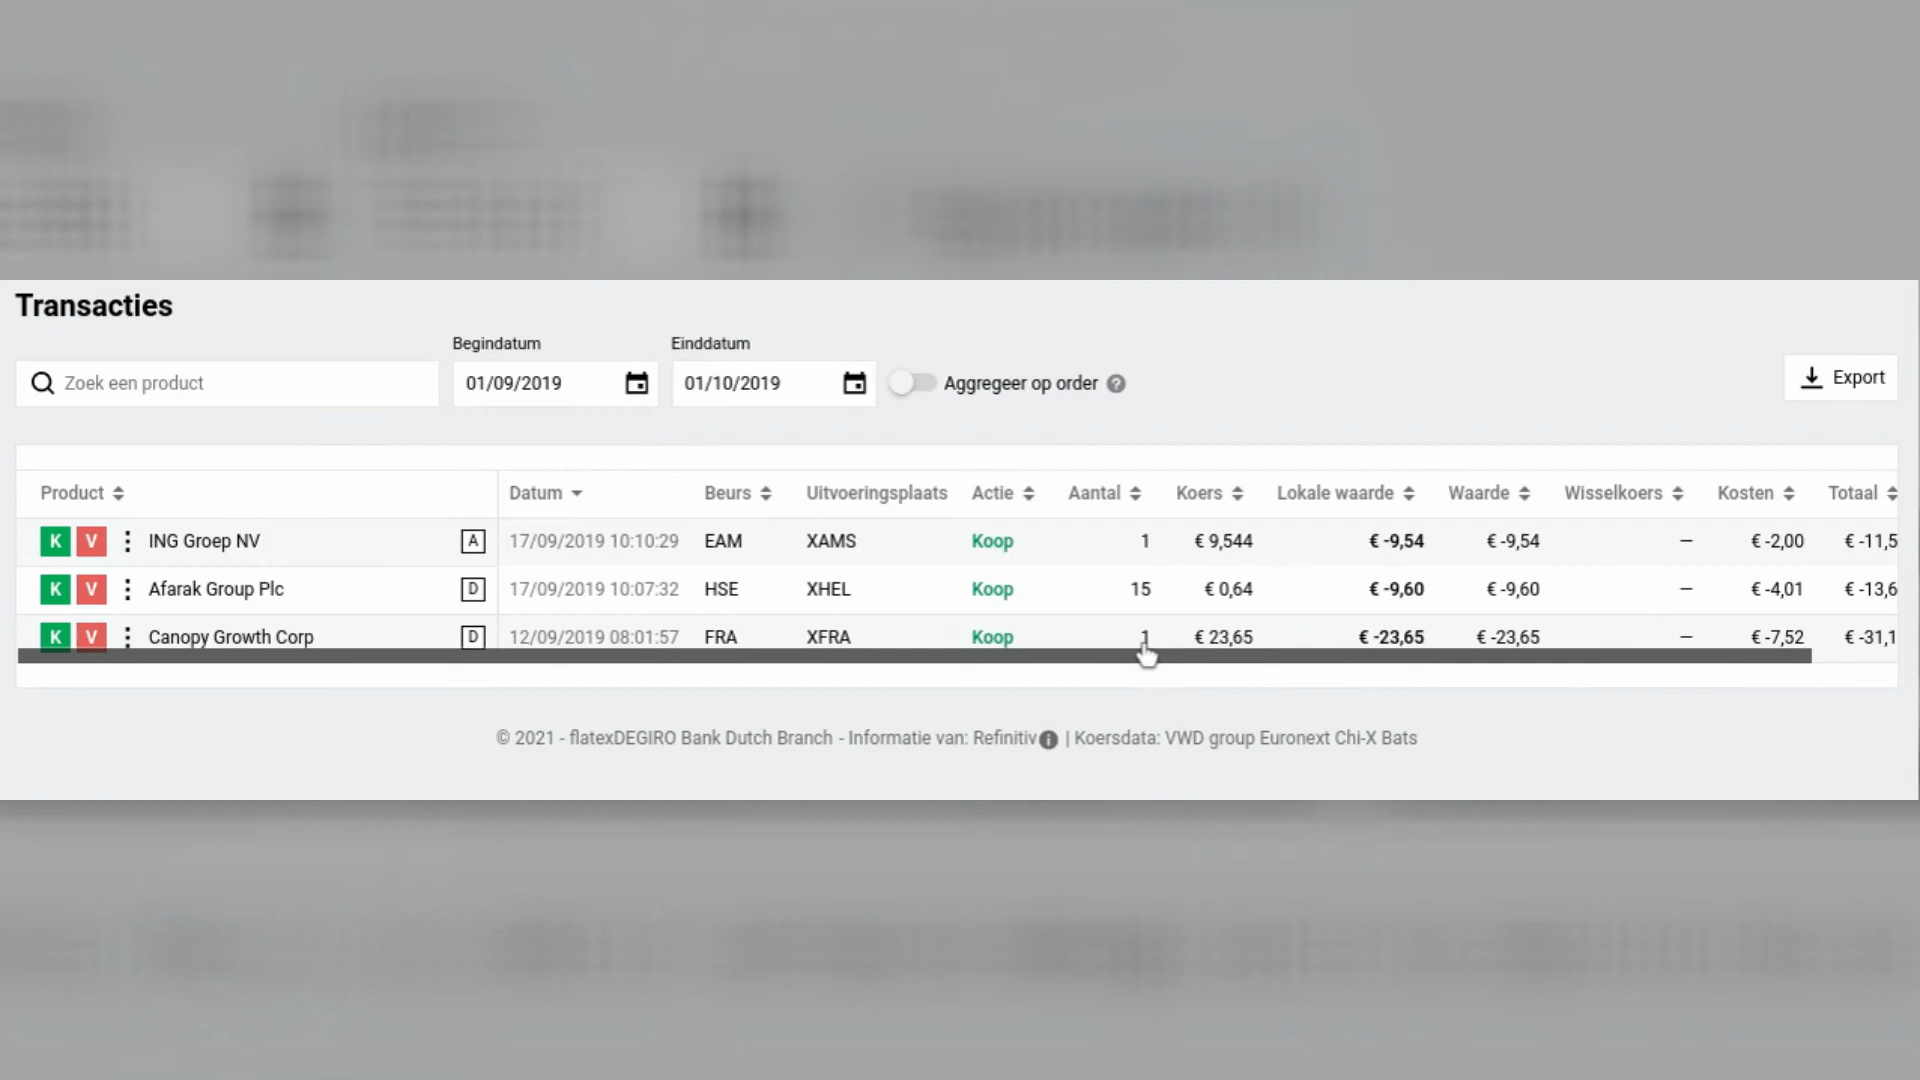 Transacties
Begindatum Einddatum
Zoek een product 01/09/2019 01/10/2019 Aggregeer op order ? Export
Product Datum Beurs Uitvoeringsplaats Actie Aantal Koers Lokale waarde Waarde Wisselkoers Kosten Totaal
K V ING Groep NV A 17/09/2019 10:10:29 EAM XAMS Koop 1 € 9,544 € -9,54 € -9,54 — € -2,00 € -11,5
K V Afarak Group Plc D 17/09/2019 10:07:32 HSE XHEL Koop 15 € 0,64 € -9,60 € -9,60 — € -4,01 € -13,6
K V Canopy Growth Corp D 12/09/2019 08:01:57 FRA XFRA Koop 1 € 23,65 € -23,65 € -23,65 — € -7,52 € -31,1
© 2021 - flatexDEGIRO Bank Dutch Branch - Informatie van: Refinitiv i | Koersdata: VWD group Euronext Chi-X Bats